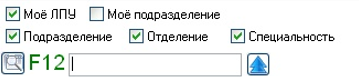 Моё ЛПУ Моё подразделение
Подразделение Отделение Специальность
F12